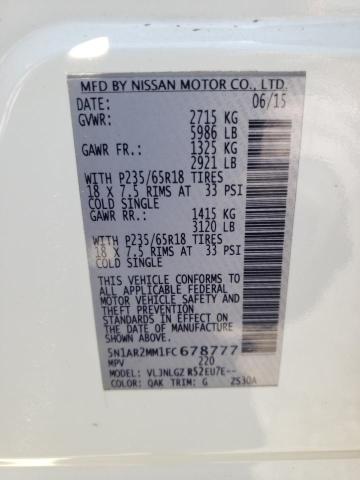 MFD BY NISSAN MOTOR CO., LTD.
DATE: 06/15
GVWR: 2715 KG
5986 LB
GAWR FR.: 1325 KG
2921 LB
WITH P235/65R18 TIRES
18 X 7.5 RIMS AT 33 PSI
COLD SINGLE
GAWR RR.: 1415 KG
3120 LB
WITH P235/65R18 TIRES
18 X 7.5 RIMS AT 33 PSI
COLD SINGLE
THIS VEHICLE CONFORMS TO
ALL APPLICABLE FEDERAL
MOTOR VEHICLE SAFETY
AND THEFT PREVENTION
STANDARDS IN EFFECT ON
THE DATE OF MANUFACTURE
SHOWN ABOVE.
5N1AR2MM1FC678777
MPV 220
MODEL: VLJNLGZ RS2EU7E--
COLOR: QAK TRIM: G ZS30A